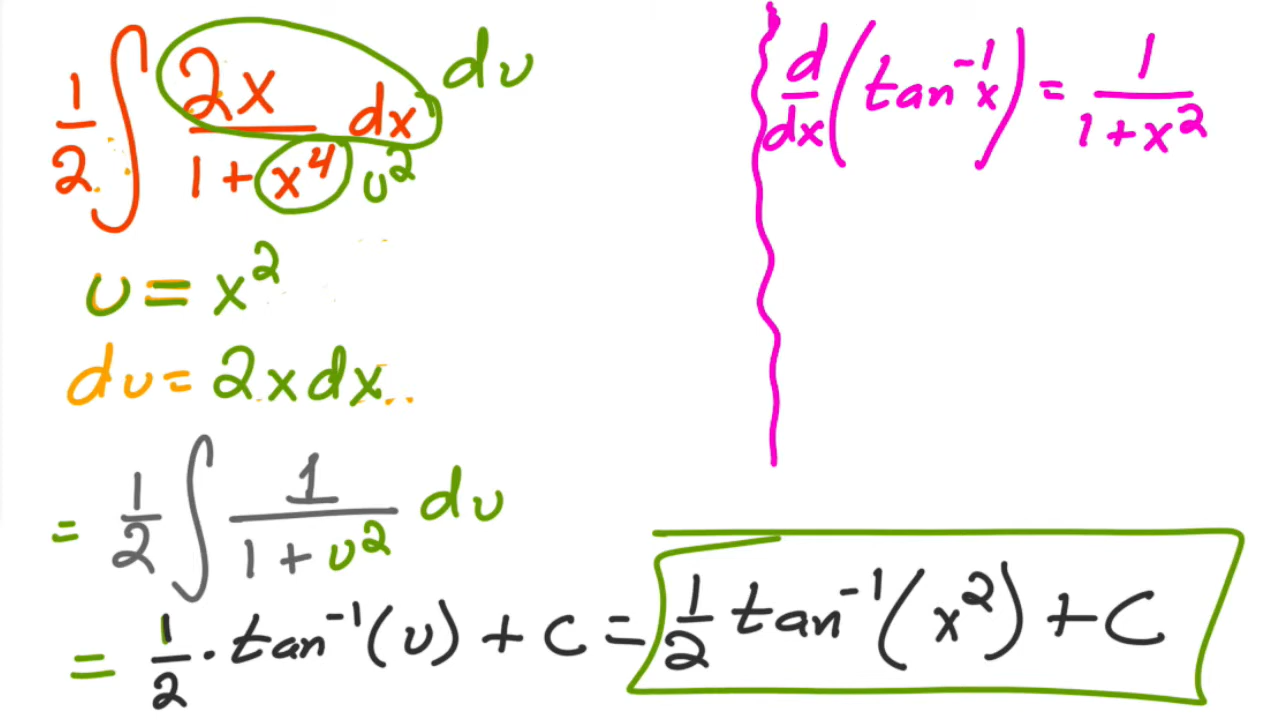 1/2 ∫ 2x/(1 + x⁴) dx du u²
u = x²
du = 2x dx
= 1/2 ∫ 1/(1 + u²) du
= 1/2 · tan⁻¹(u) + C = 1/2 tan⁻¹(x²) + C
d/dx (tan⁻¹x) = 1/(1 + x²)